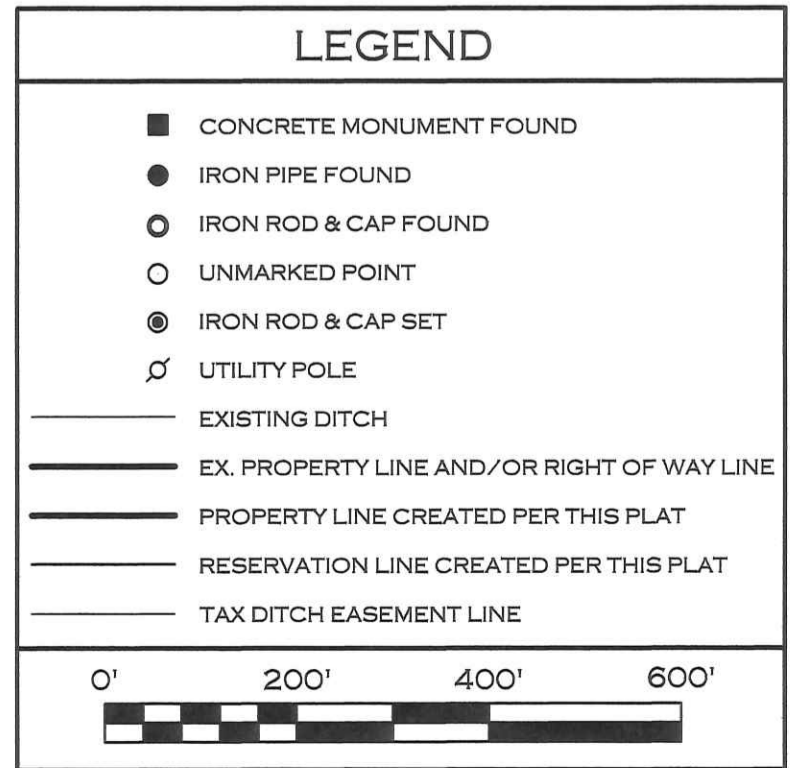 LEGEND
CONCRETE MONUMENT FOUND
IRON PIPE FOUND
IRON ROD & CAP FOUND
UNMARKED POINT
IRON ROD & CAP SET
UTILITY POLE
EXISTING DITCH
EX. PROPERTY LINE AND/OR RIGHT OF WAY LINE
PROPERTY LINE CREATED PER THIS PLAT
RESERVATION LINE CREATED PER THIS PLAT
TAX DITCH EASEMENT LINE
0' 200' 400' 600'